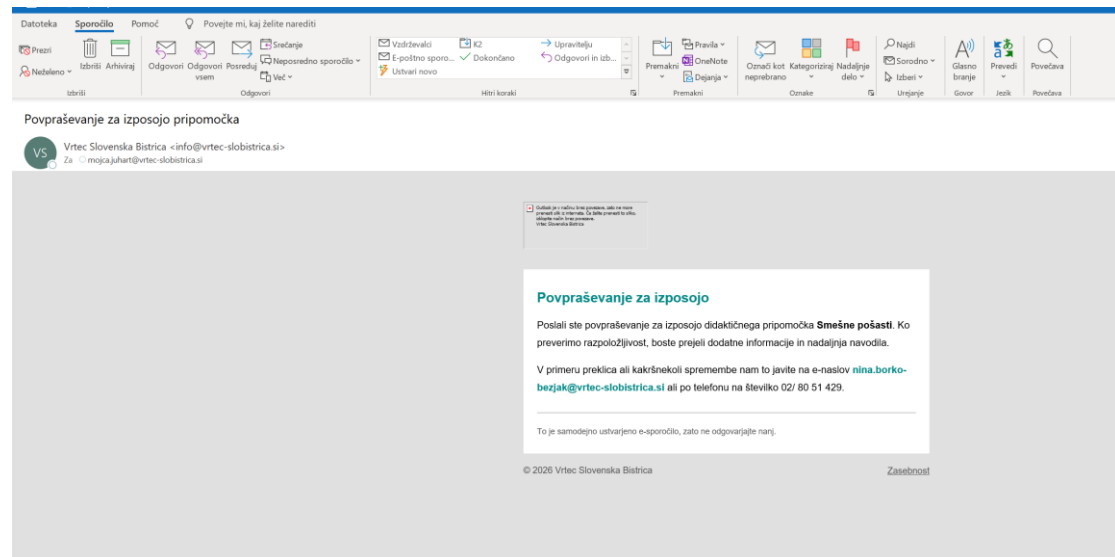 Datoteka Sporočilo Pomoč Povejte mi, kaj želite narediti
Prezri
Neželeno
Izbriši Arhiviraj
Izbriši
Odgovori Odgovori vsem Posreduj
Srečanje
Neposredno sporočilo
Več
Odgovori
Vzdrževalci K2 Upravitelju
E-poštno sporo... Dokončano Odgovori in izb...
Ustvari novo
Hitri koraki
Premakni
Pravila
OneNote
Dejanja
Premakni
Označi kot neprebrano Kategoriziraj Nadaljnje delo
Oznake
Najdi
Sorodno
Izberi
Urejanje
Glasno branje
Govor
Prevedi
Jezik
Povečava
Povečava
Povpraševanje za izposojo pripomočka
VS
Vrtec Slovenska Bistrica <info@vrtec-slobistrica.si>
Za mojca.juhart@vrtec-slobistrica.si
Vrtec Slovenska Bistrica
Povpraševanje za izposojo
Poslali ste povpraševanje za izposojo didaktičnega pripomočka Smešne pošasti. Ko
preverimo razpoložljivost, boste prejeli dodatne informacije in nadaljnja navodila.
V primeru preklica ali kakršnekoli spremembe nam to javite na e-naslov nina.borko-
bezjak@vrtec-slobistrica.si ali po telefonu na številko 02/ 80 51 429.
To je samodejno ustvarjeno e-sporočilo, zato ne odgovarjajte nanj.
© 2026 Vrtec Slovenska Bistrica Zasebnost